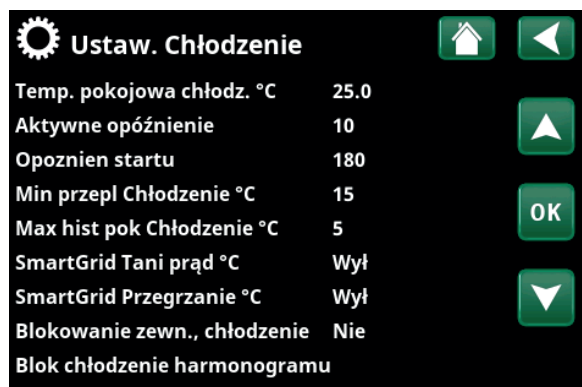 Ustaw. Chłodzenie
Temp. pokojowa chłodz. °C 25.0
Aktywne opóźnienie 10
Opoznien startu 180
Min przepl Chłodzenie °C 15
Max hist pok Chłodzenie °C 5
OK
SmartGrid Tani prąd °C Wył
SmartGrid Przegrzanie °C Wył
Blokowanie zewn., chłodzenie Nie
Blok chłodzenie harmonogramu